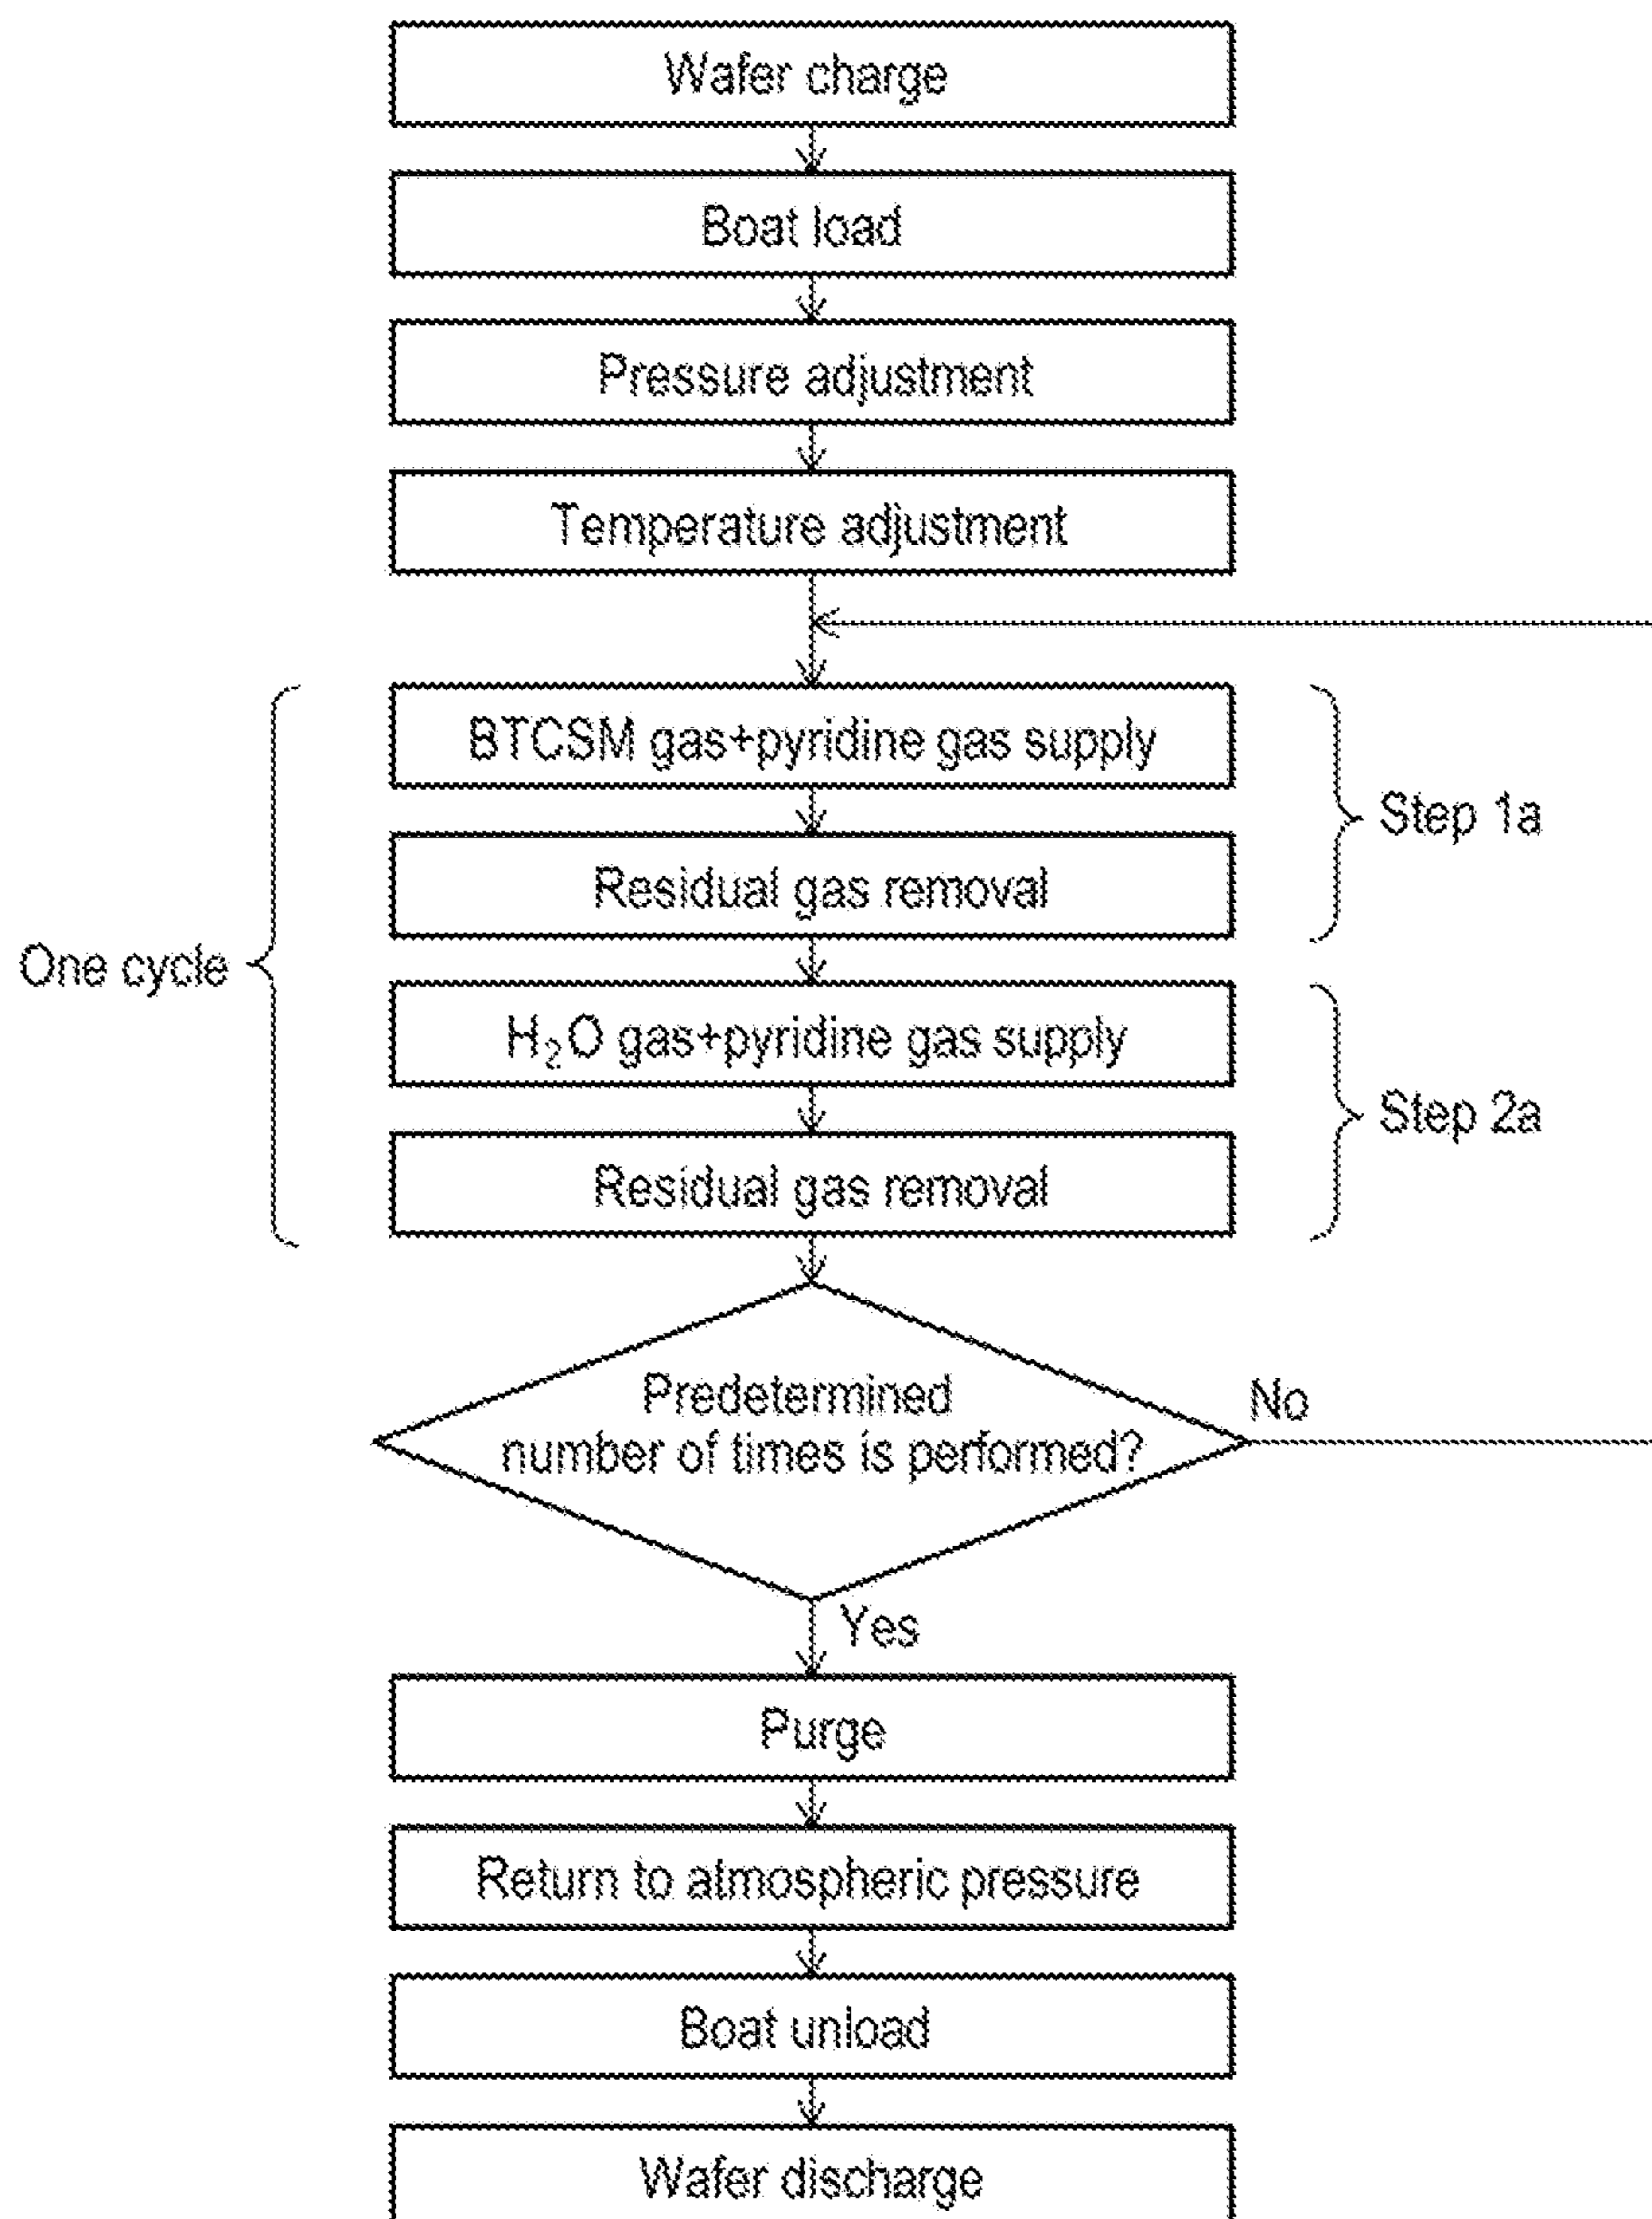 Wafer charge
Boat load
Pressure adjustment
Temperature adjustment
BTCSM gas+pyridine gas supply
Step 1a
Residual gas removal
One cycle
H₂O gas+pyridine gas supply
Step 2a
Residual gas removal
Predetermined
number of times is performed?
No
Yes
Purge
Return to atmospheric pressure
Boat unload
Wafer discharge